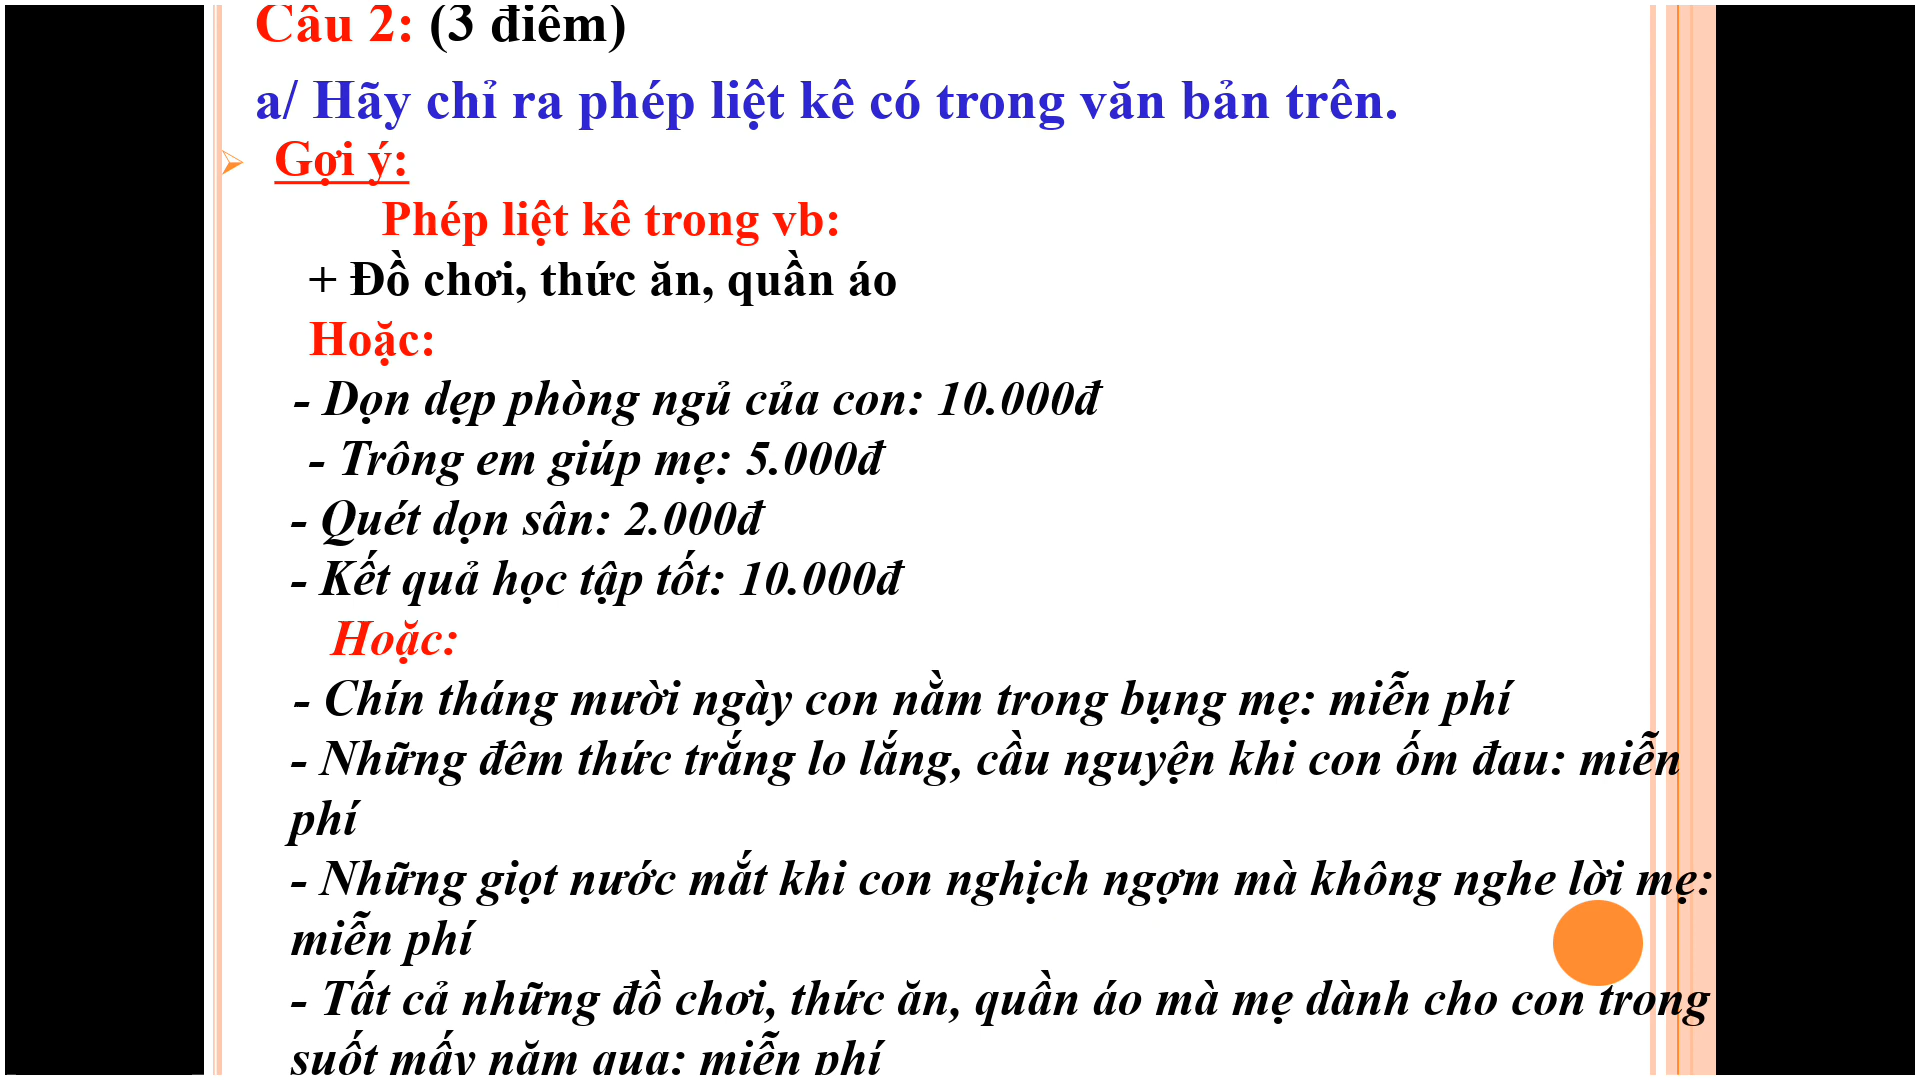 Câu 2: (3 điểm)
a/ Hãy chỉ ra phép liệt kê có trong văn bản trên.
Gợi ý:
Phép liệt kê trong vb:
+ Đồ chơi, thức ăn, quần áo
Hoặc:
- Dọn dẹp phòng ngủ của con: 10.000đ
- Trông em giúp mẹ: 5.000đ
- Quét dọn sân: 2.000đ
- Kết quả học tập tốt: 10.000đ
Hoặc:
- Chín tháng mười ngày con nằm trong bụng mẹ: miễn phí
- Những đêm thức trắng lo lắng, cầu nguyện khi con ốm đau: miễn
phí
- Những giọt nước mắt khi con nghịch ngợm mà không nghe lời mẹ:
miễn phí
- Tất cả những đồ chơi, thức ăn, quần áo mà mẹ dành cho con trong
suốt mấy năm qua: miễn phí